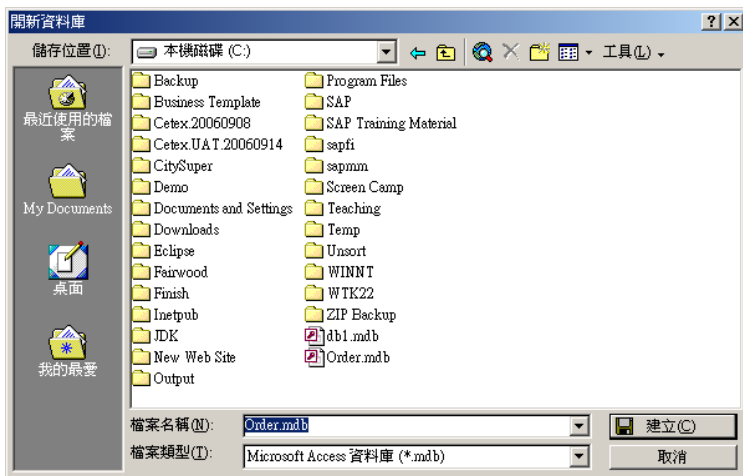 開新資料庫
儲存位置(I):
本機磁碟 (C:)
工具(L)
最近使用的檔
案
My Documents
桌面
我的最愛
Backup
Business Template
Cetex.20060908
Cetex.UAT.20060914
CitySuper
Demo
Documents and Settings
Downloads
Eclipse
Fairwood
Finish
Inetpub
JDK
New Web Site
Output
Program Files
SAP
SAP Training Material
sapfi
sapmm
Screen Camp
Teaching
Temp
Unsort
WINNT
WTK22
ZIP Backup
db1.mdb
Order.mdb
檔案名稱(N):
Order.mdb
建立(C)
檔案類型(T):
Microsoft Access 資料庫 (*.mdb)
取消